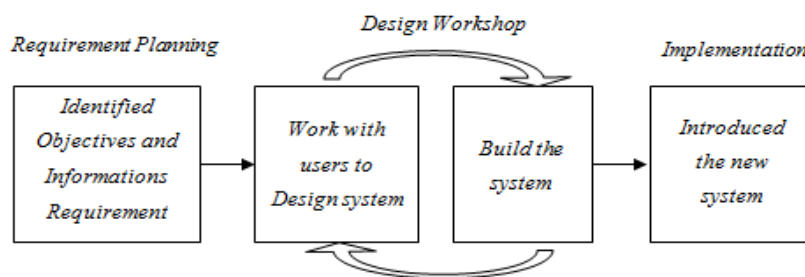 Design Workshop
Requirement Planning
Implementation
Identified
Objectives and
Informations
Requirement
Work with
users to
Design system
Build the
system
Introduced
the new
system